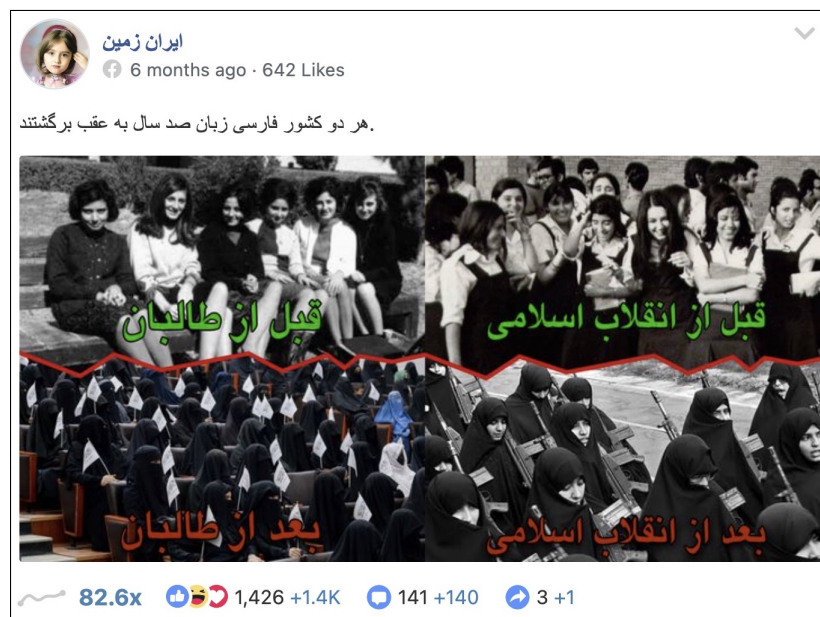 ایران زمین
6 months ago · 642 Likes
هر دو کشور فارسی زبان صد سال به عقب برگشتند.
قبل از طالبان
قبل از انقلاب اسلامی
بعد از طالبان
بعد از انقلاب اسلامی
82.6x 1,426 +1.4K 141 +140 3 +1